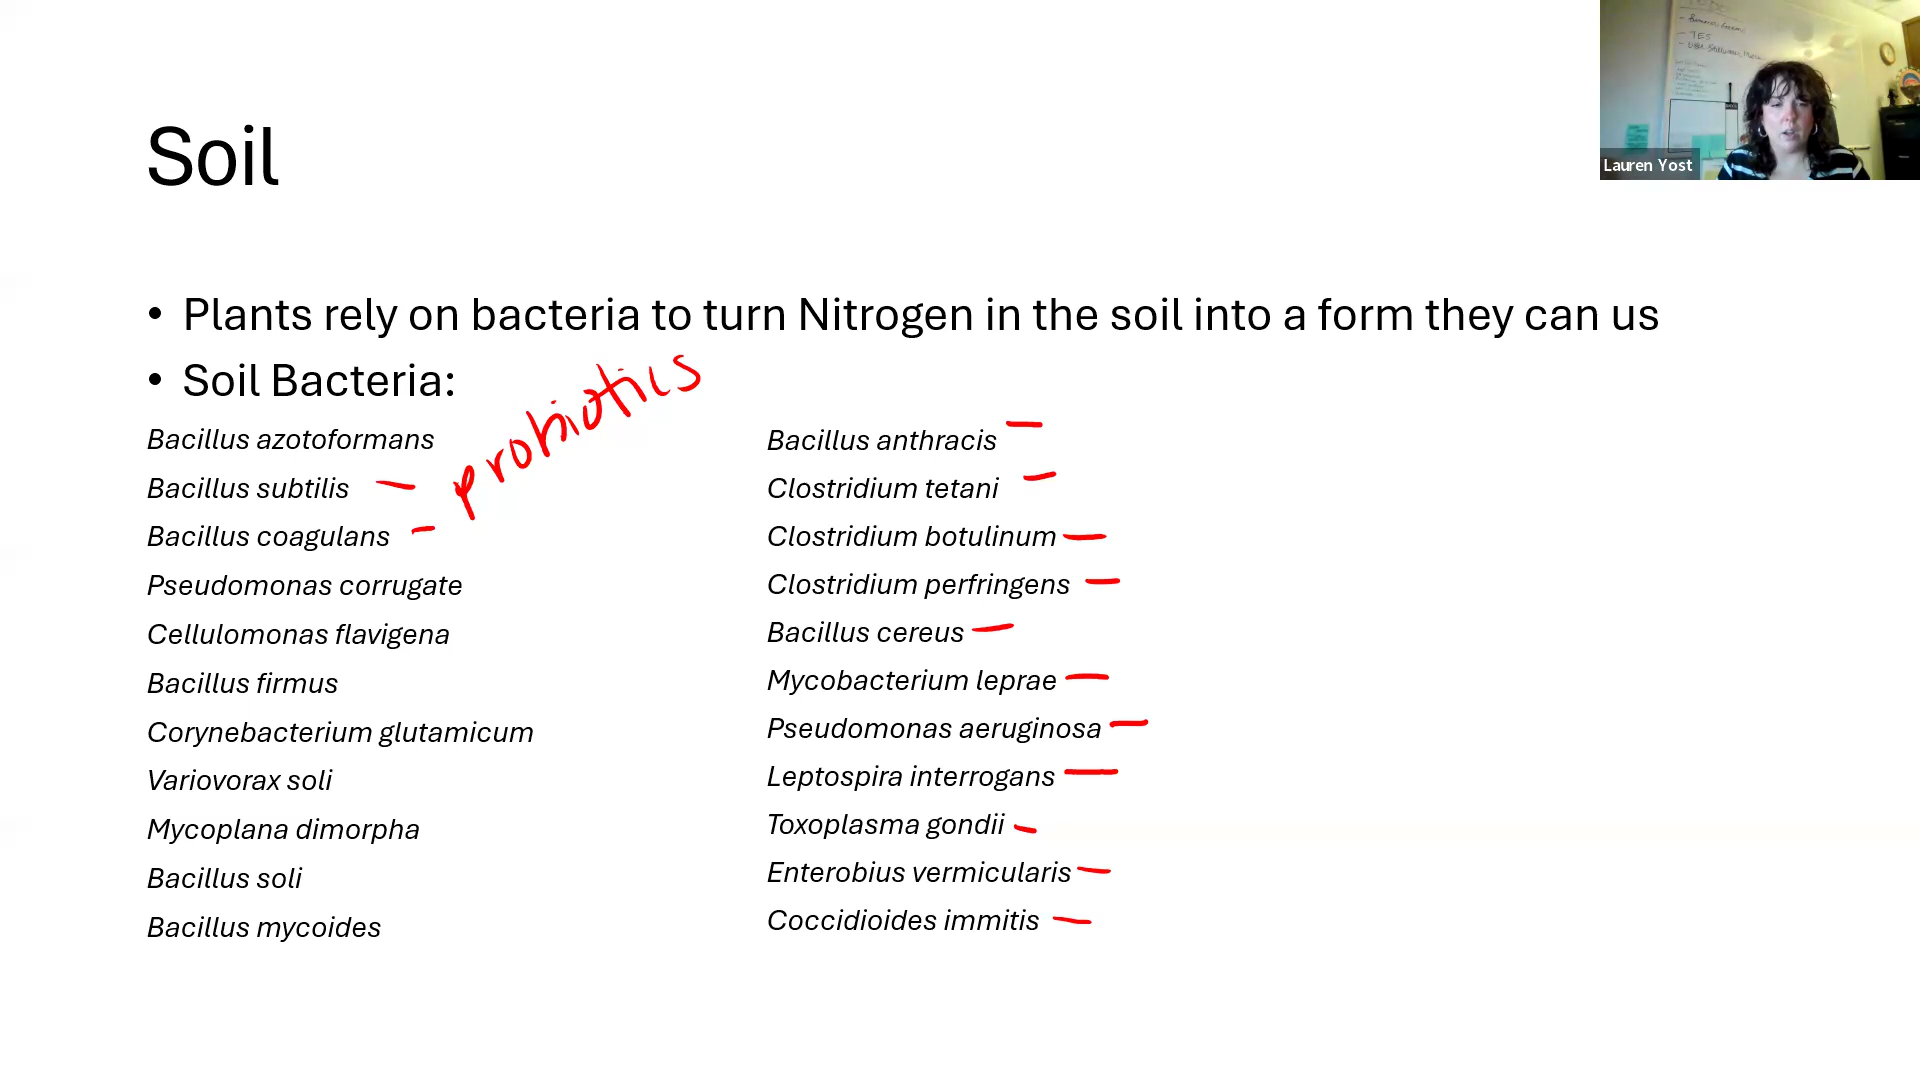 TES
Lauren Yost
Soil
• Plants rely on bacteria to turn Nitrogen in the soil into a form they can us
• Soil Bacteria:
probiotics
Bacillus azotoformans
Bacillus subtilis
Bacillus coagulans
Pseudomonas corrugate
Cellulomonas flavigena
Bacillus firmus
Corynebacterium glutamicum
Variovorax soli
Mycoplana dimorpha
Bacillus soli
Bacillus mycoides
Bacillus anthracis
Clostridium tetani
Clostridium botulinum
Clostridium perfringens
Bacillus cereus
Mycobacterium leprae
Pseudomonas aeruginosa
Leptospira interrogans
Toxoplasma gondii
Enterobius vermicularis
Coccidioides immitis